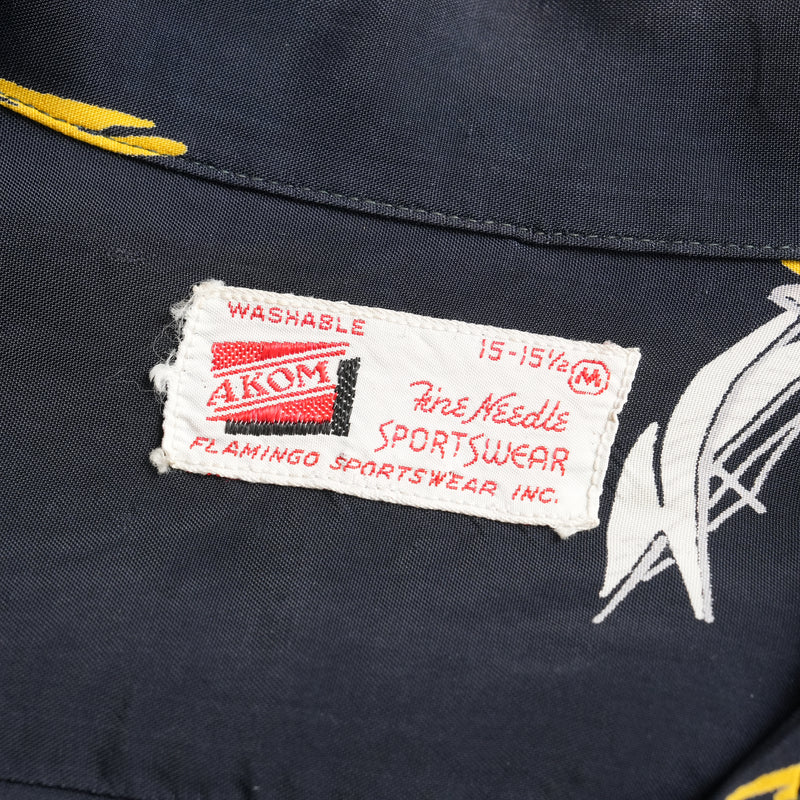 WASHABLE
15-15½ M
AKOM
Fine Needle
SPORTSWEAR
FLAMINGO SPORTSWEAR INC.